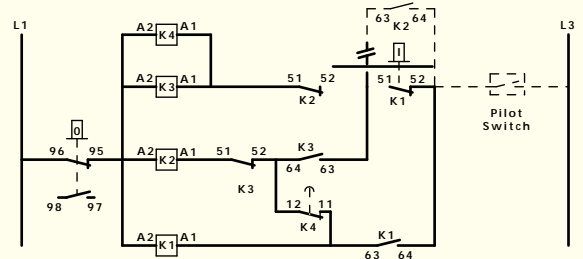 L1
63 64
K2
L3
A2 K4 A1
I
A2 K3 A1
51 52
K2
51 52
K1
Pilot
Switch
0
96 95
A2 K2 A1
51 52
K3
K3
64 63
98 97
12 11
K4
A2 K1 A1
K1
63 64